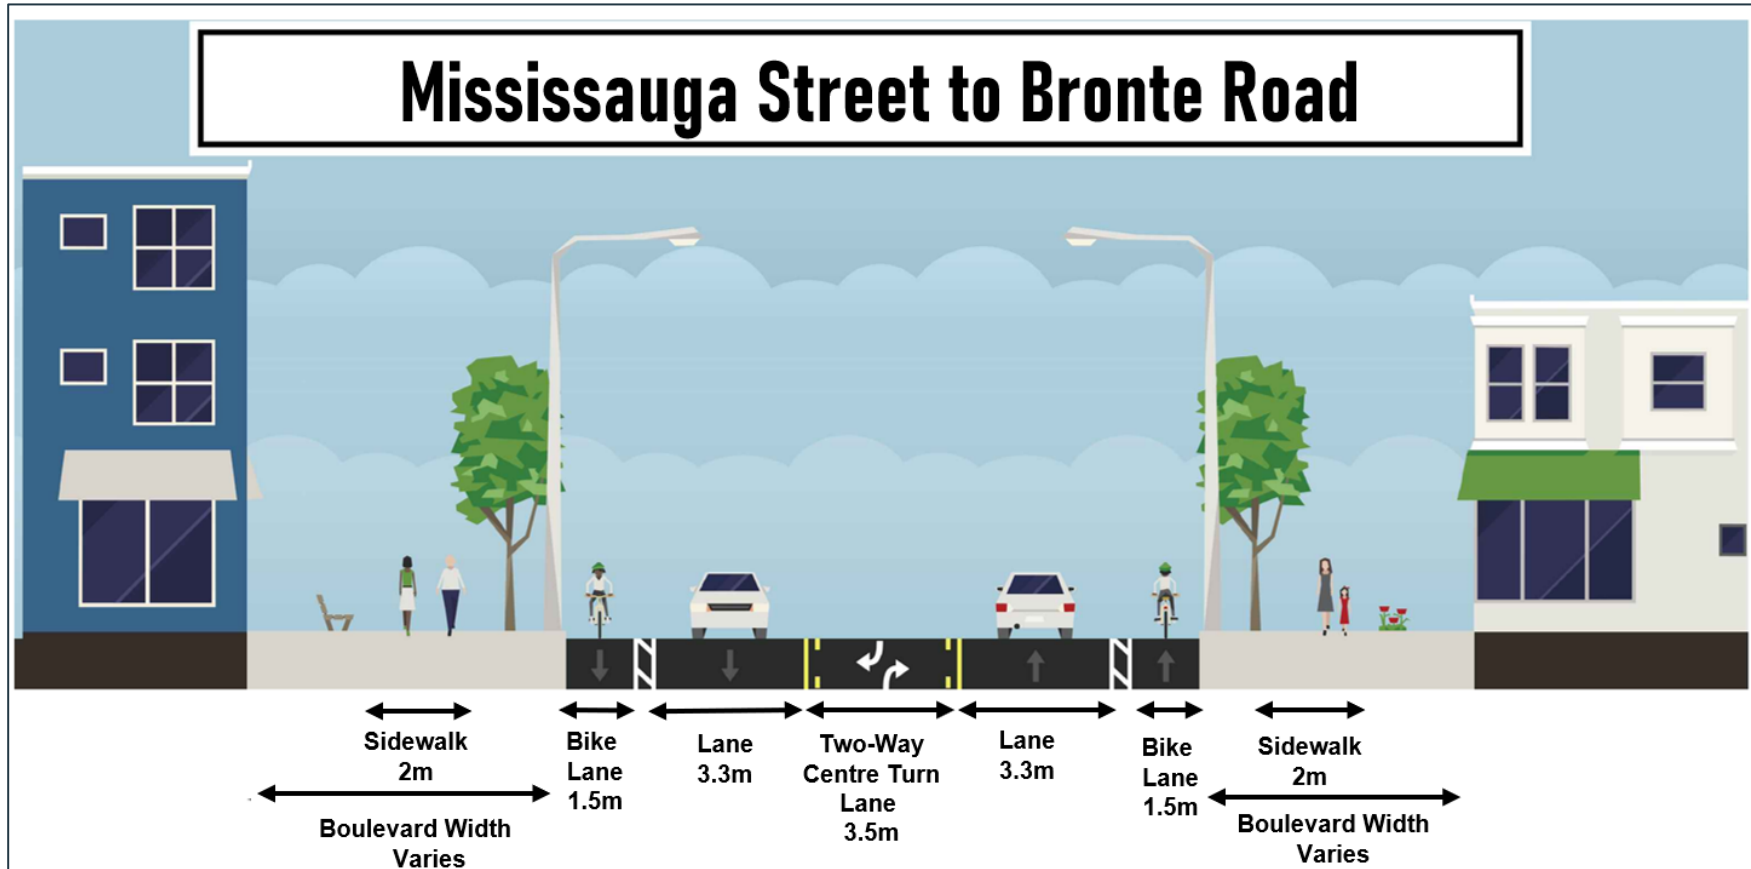 Mississauga Street to Bronte Road
Sidewalk
2m
Boulevard Width
Varies
Bike
Lane
1.5m
Lane
3.3m
Two-Way
Centre Turn
Lane
3.5m
Lane
3.3m
Bike
Lane
1.5m
Sidewalk
2m
Boulevard Width
Varies